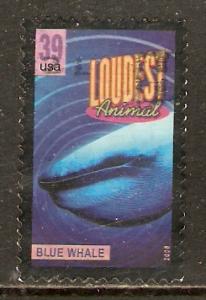 39
usa
LOUDEST
Animal
BLUE WHALE
2006